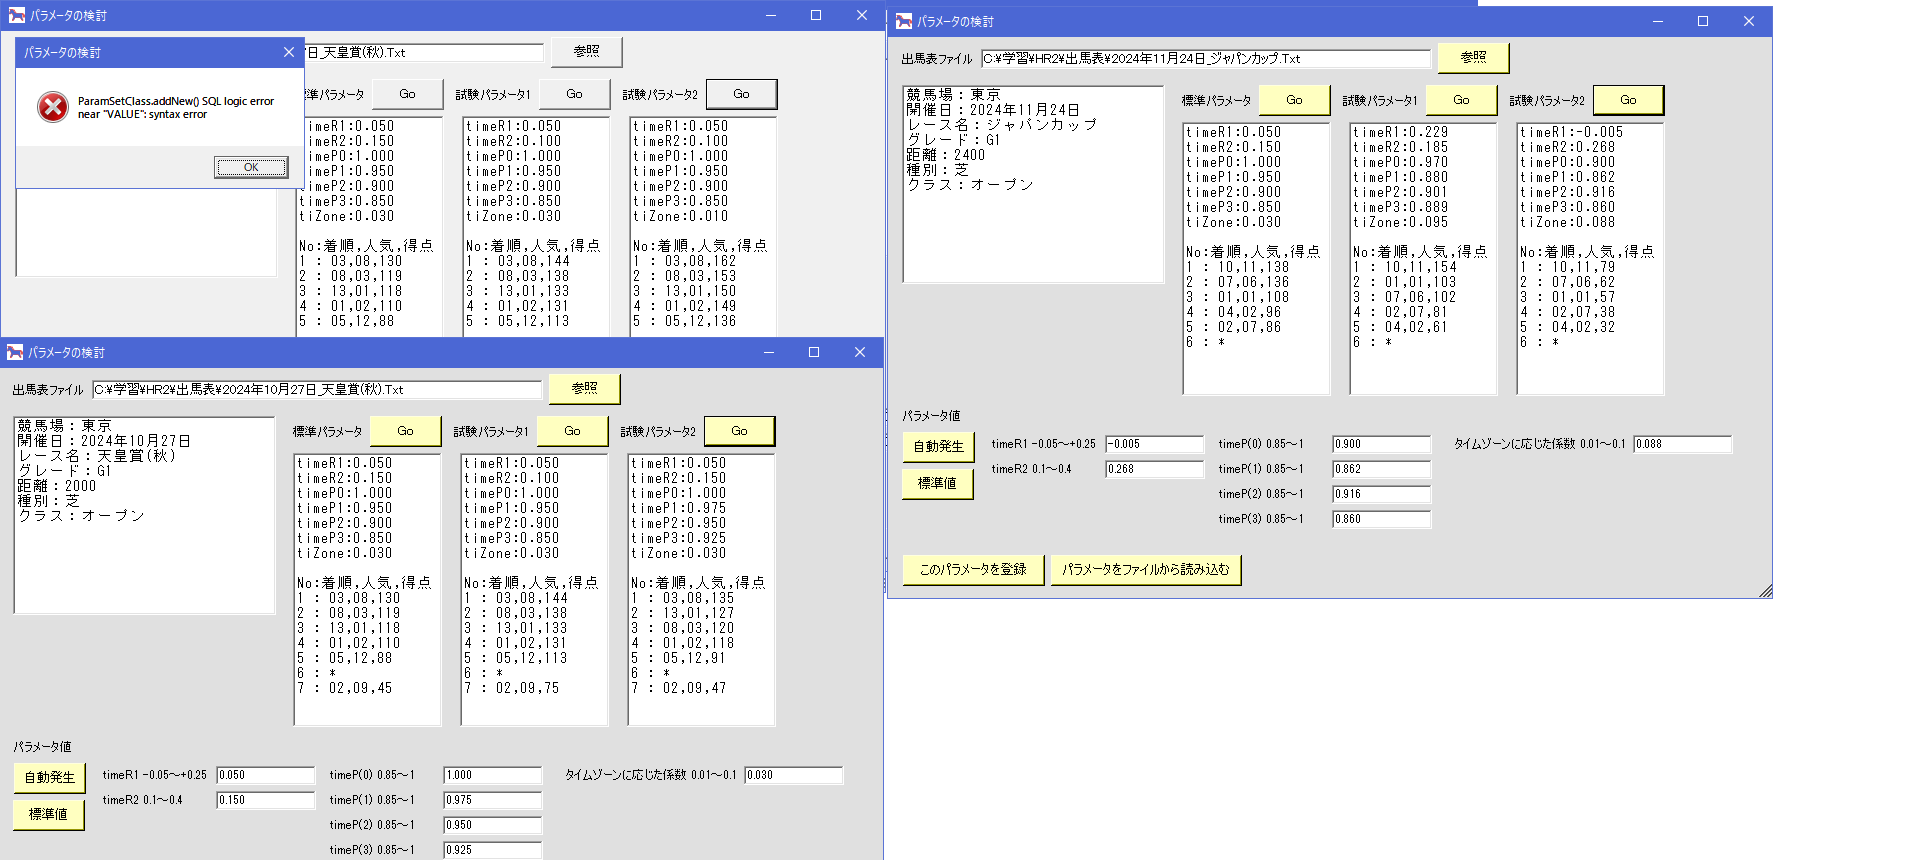 パラメータの検討
パラメータの検討
7日_天皇賞(秋).Txt
参照
ParamSetClass.addNew() SQL logic error
near "VALUE": syntax error
OK
標準パラメータ
Go
試験パラメータ1
Go
試験パラメータ2
Go
timeR1:0.050
timeR2:0.150
timeP0:1.000
timeP1:0.950
timeP2:0.900
timeP3:0.850
tiZone:0.030
No:着順,人気,得点
1 : 03,08,130
2 : 08,03,119
3 : 13,01,118
4 : 01,02,110
5 : 05,12,88
timeR1:0.050
timeR2:0.100
timeP0:1.000
timeP1:0.950
timeP2:0.900
timeP3:0.850
tiZone:0.030
No:着順,人気,得点
1 : 03,08,144
2 : 08,03,138
3 : 13,01,133
4 : 01,02,131
5 : 05,12,113
timeR1:0.050
timeR2:0.100
timeP0:1.000
timeP1:0.950
timeP2:0.900
timeP3:0.850
tiZone:0.010
No:着順,人気,得点
1 : 03,08,162
2 : 08,03,153
3 : 13,01,150
4 : 01,02,149
5 : 05,12,136
パラメータの検討
出馬表ファイル
C:¥学習¥HR2¥出馬表¥2024年10月27日_天皇賞(秋).Txt
参照
競馬場：東京
開催日：2024年10月27日
レース名：天皇賞(秋)
グレード：G1
距離：2000
種別：芝
クラス：オープン
標準パラメータ
Go
試験パラメータ1
Go
試験パラメータ2
Go
timeR1:0.050
timeR2:0.150
timeP0:1.000
timeP1:0.950
timeP2:0.900
timeP3:0.850
tiZone:0.030
No:着順,人気,得点
1 : 03,08,130
2 : 08,03,119
3 : 13,01,118
4 : 01,02,110
5 : 05,12,88
6 : *
7 : 02,09,45
timeR1:0.050
timeR2:0.100
timeP0:1.000
timeP1:0.950
timeP2:0.900
timeP3:0.850
tiZone:0.030
No:着順,人気,得点
1 : 03,08,144
2 : 08,03,138
3 : 13,01,133
4 : 01,02,131
5 : 05,12,113
6 : *
7 : 02,09,75
timeR1:0.050
timeR2:0.150
timeP0:1.000
timeP1:0.975
timeP2:0.950
timeP3:0.925
tiZone:0.030
No:着順,人気,得点
1 : 03,08,135
2 : 13,01,127
3 : 08,03,120
4 : 01,02,118
5 : 05,12,91
6 : *
7 : 02,09,47
パラメータ値
自動発生
標準値
timeR1 -0.05～+0.25 0.050
timeR2 0.1～0.4 0.150
timeP(0) 0.85～1 1.000
timeP(1) 0.85～1 0.975
timeP(2) 0.85～1 0.950
timeP(3) 0.85～1 0.925
タイムゾーンに応じた係数 0.01～0.1 0.030
パラメータの検討
出馬表ファイル
C:¥学習¥HR2¥出馬表¥2024年11月24日_ジャパンカップ.Txt
参照
競馬場：東京
開催日：2024年11月24日
レース名：ジャパンカップ
グレード：G1
距離：2400
種別：芝
クラス：オープン
標準パラメータ
Go
試験パラメータ1
Go
試験パラメータ2
Go
timeR1:0.050
timeR2:0.150
timeP0:1.000
timeP1:0.950
timeP2:0.900
timeP3:0.850
tiZone:0.030
No:着順,人気,得点
1 : 10,11,138
2 : 07,06,136
3 : 01,01,108
4 : 04,02,96
5 : 02,07,86
6 : *
timeR1:0.229
timeR2:0.185
timeP0:0.970
timeP1:0.880
timeP2:0.901
timeP3:0.889
tiZone:0.095
No:着順,人気,得点
1 : 10,11,154
2 : 01,01,103
3 : 07,06,102
4 : 02,07,81
5 : 04,02,61
6 : *
timeR1:-0.005
timeR2:0.268
timeP0:0.900
timeP1:0.862
timeP2:0.916
timeP3:0.860
tiZone:0.088
No:着順,人気,得点
1 : 10,11,79
2 : 07,06,62
3 : 01,01,57
4 : 02,07,38
5 : 04,02,32
6 : *
パラメータ値
自動発生
標準値
timeR1 -0.05～+0.25 -0.005
timeR2 0.1～0.4 0.268
timeP(0) 0.85～1 0.900
timeP(1) 0.85～1 0.862
timeP(2) 0.85～1 0.916
timeP(3) 0.85～1 0.860
タイムゾーンに応じた係数 0.01～0.1 0.088
このパラメータを登録
パラメータをファイルから読み込む